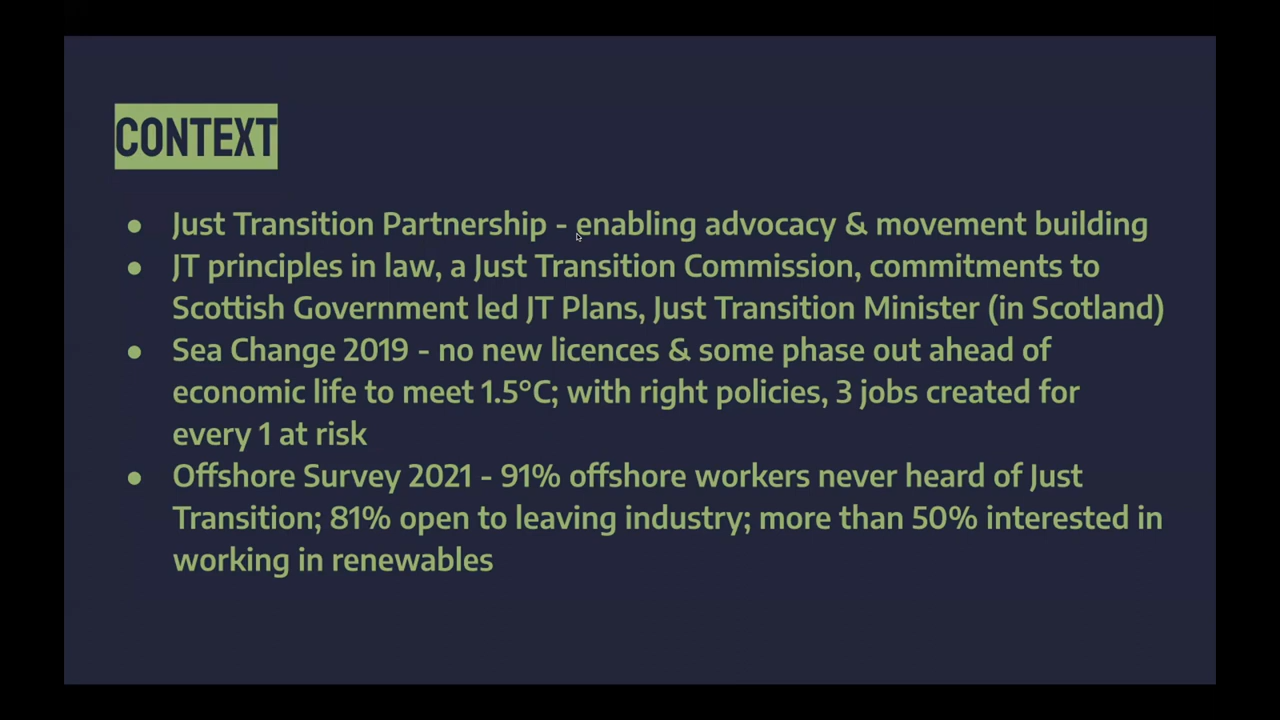 CONTEXT
● Just Transition Partnership - enabling advocacy & movement building
● JT principles in law, a Just Transition Commission, commitments to
Scottish Government led JT Plans, Just Transition Minister (in Scotland)
● Sea Change 2019 - no new licences & some phase out ahead of
economic life to meet 1.5°C; with right policies, 3 jobs created for
every 1 at risk
● Offshore Survey 2021 - 91% offshore workers never heard of Just
Transition; 81% open to leaving industry; more than 50% interested in
working in renewables